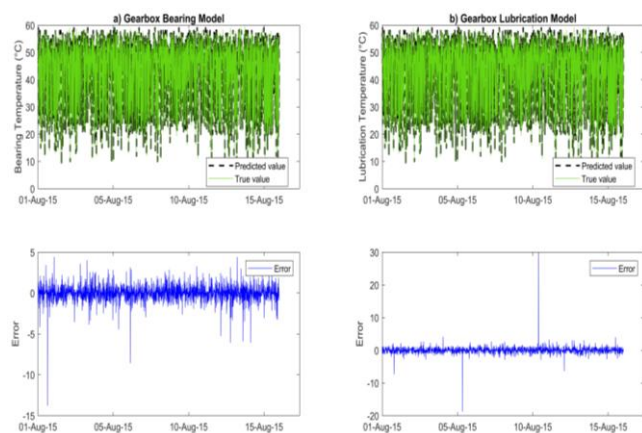 a) Gearbox Bearing Model
60
50
40
30
20
10
0
Bearing Temperature (°C)
Predicted value
True value
01-Aug-15 05-Aug-15 10-Aug-15 15-Aug-15
b) Gearbox Lubrication Model
60
50
40
30
20
10
0
Lubrication Temperature (°C)
Predicted value
True value
01-Aug-15 05-Aug-15 10-Aug-15 15-Aug-15
5
0
-5
-10
-15
Error
Error
01-Aug-15 05-Aug-15 10-Aug-15 15-Aug-15
30
20
10
0
-10
-20
Error
Error
01-Aug-15 05-Aug-15 10-Aug-15 15-Aug-15